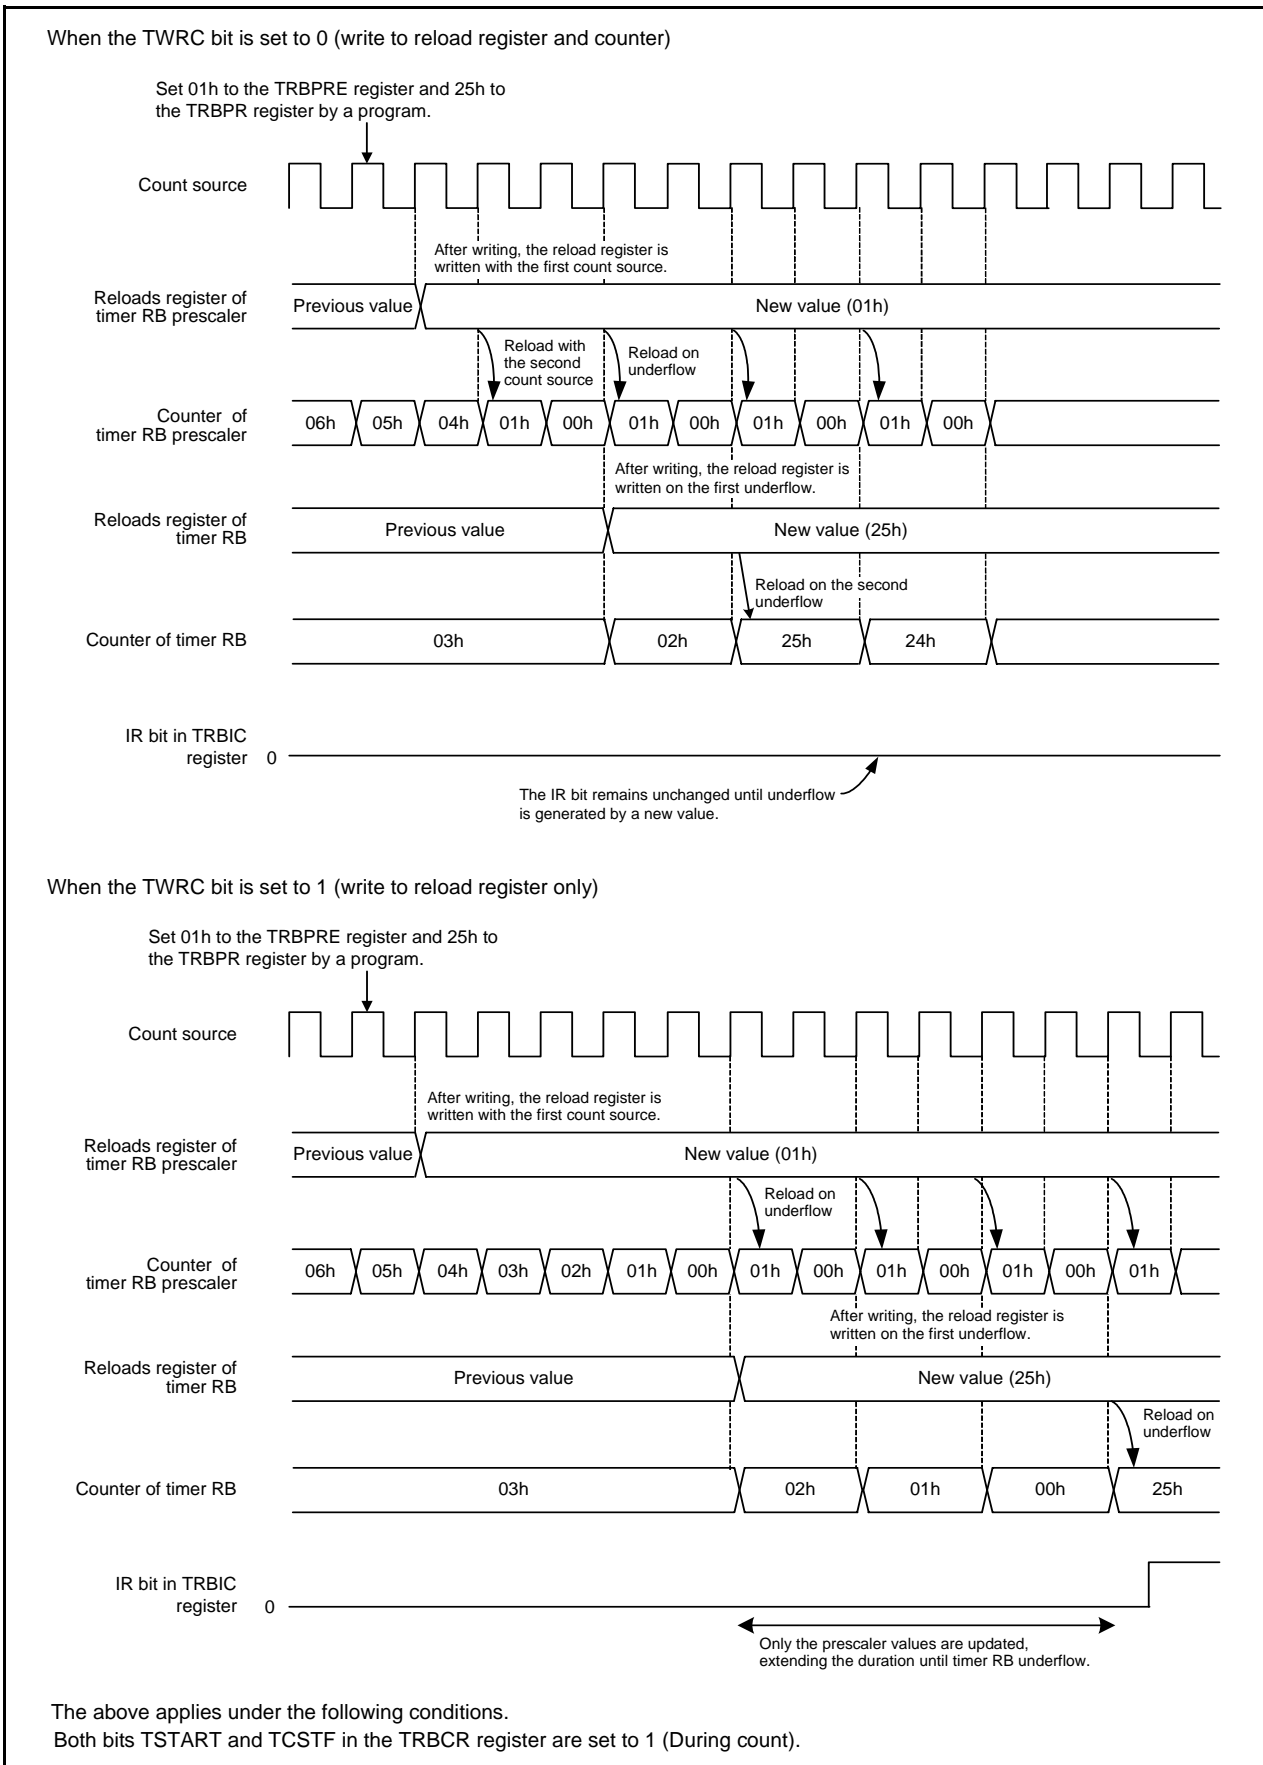 When the TWRC bit is set to 0 (write to reload register and counter)
Set 01h to the TRBPRE register and 25h to
the TRBPR register by a program.
Count source
After writing, the reload register is
written with the first count source.
Reloads register of
timer RB prescaler
Previous value
New value (01h)
Reload with
the second
count source
Reload on
underflow
Counter of
timer RB prescaler
06h 05h 04h 01h 00h 01h 00h 01h 00h 01h 00h
After writing, the reload register is
written on the first underflow.
Reloads register of
timer RB
Previous value
New value (25h)
Reload on the second
underflow
Counter of timer RB
03h 02h 25h 24h
IR bit in TRBIC
register 0
The IR bit remains unchanged until underflow
is generated by a new value.
When the TWRC bit is set to 1 (write to reload register only)
Set 01h to the TRBPRE register and 25h to
the TRBPR register by a program.
Count source
After writing, the reload register is
written with the first count source.
Reloads register of
timer RB prescaler
Previous value
New value (01h)
Reload on
underflow
Counter of
timer RB prescaler
06h 05h 04h 03h 02h 01h 00h 01h 00h 01h 00h 01h 00h 01h
After writing, the reload register is
written on the first underflow.
Reloads register of
timer RB
Previous value
New value (25h)
Reload on
underflow
Counter of timer RB
03h 02h 01h 00h 25h
IR bit in TRBIC
register 0
Only the prescaler values are updated,
extending the duration until timer RB underflow.
The above applies under the following conditions.
Both bits TSTART and TCSTF in the TRBCR register are set to 1 (During count).